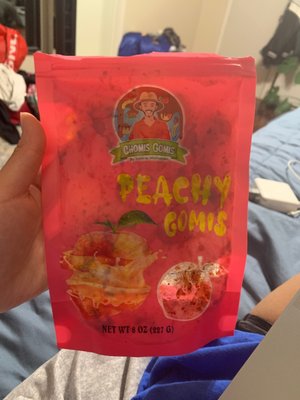 CHOMIS GOMIS
PEACHY
GOMIS
NET WT 8 OZ (227 G)